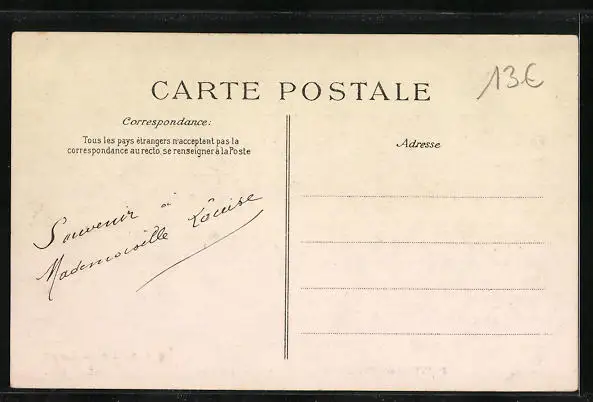 CARTE POSTALE
13€
Correspondance:
Tous les pays étrangers n'acceptent pas la
correspondance au recto, se renseigner à la Poste
Adresse
Souvenir à
Mademoiselle Louise